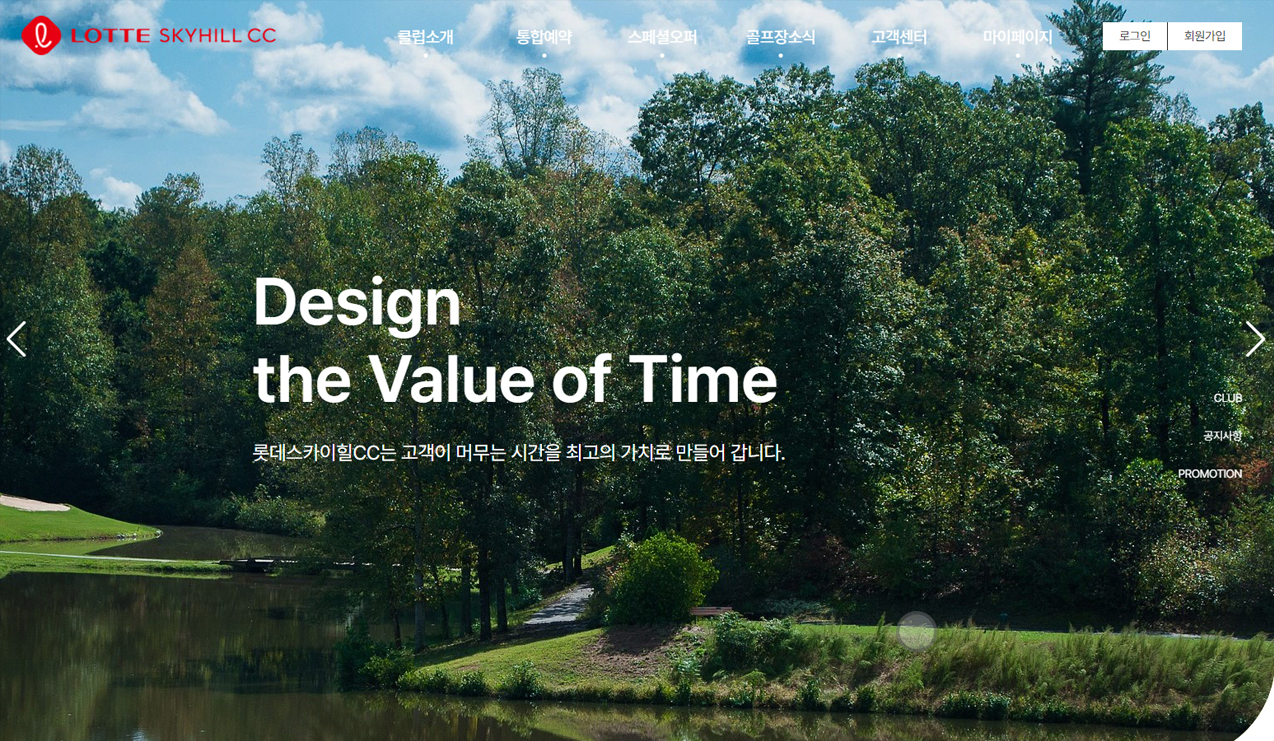 LOTTE SKYHILL CC
클럽소개
통합예약
스페셜오퍼
골프장소식
고객센터
마이페이지
로그인
회원가입
Design
the Value of Time
롯데스카이힐CC는 고객이 머무는 시간을 최고의 가치로 만들어 갑니다.
CLUB
공지사항
PROMOTION